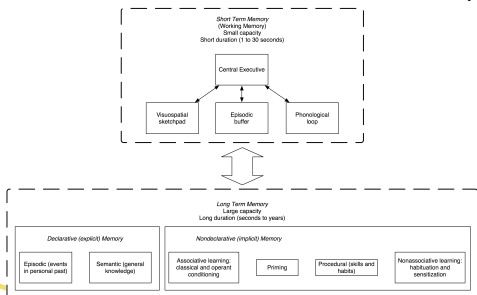 Short Term Memory
(Working Memory)
Small capacity
Short duration (1 to 30 seconds)
Central Executive
Visuospatial
sketchpad
Episodic
buffer
Phonological
loop
Long Term Memory
Large capacity
Long duration (seconds to years)
Declarative (explicit) Memory
Nondeclarative (implicit) Memory
Episodic (events
in personal past)
Semantic (general
knowledge)
Associative learning:
classical and operant
conditioning
Priming
Procedural (skills and
habits)
Nonassociative learning:
habituation and
sensitization